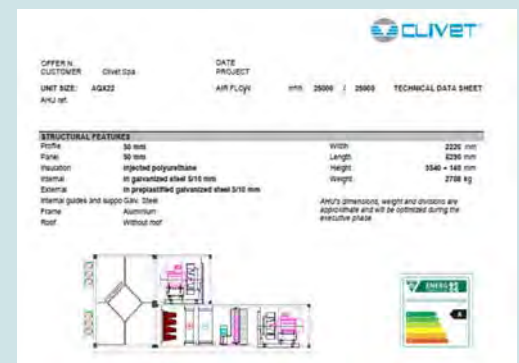 CLIVET
OFFER N. DATE
CUSTOMER Clivet Spa PROJECT
UNIT SIZE: AQX22 AIR FLOW: m³/h 25000 / 25000 TECHNICAL DATA SHEET
AHU ref.
STRUCTURAL FEATURES
Profile 50 mm Width 2220 mm
Panel 50 mm Length 5290 mm
Insulation Injected polyurethane Height 3540 + 140 mm
Internal In galvanized steel 5/10 mm Weight 2708 kg
External In preplastified galvanized steel 5/10 mm
Internal guides and suppo Galv. Steel AHU's dimensions, weight and divisions are
Frame Aluminium approximate and will be optimized during the
Roof Without roof executive phase
ENERG
A